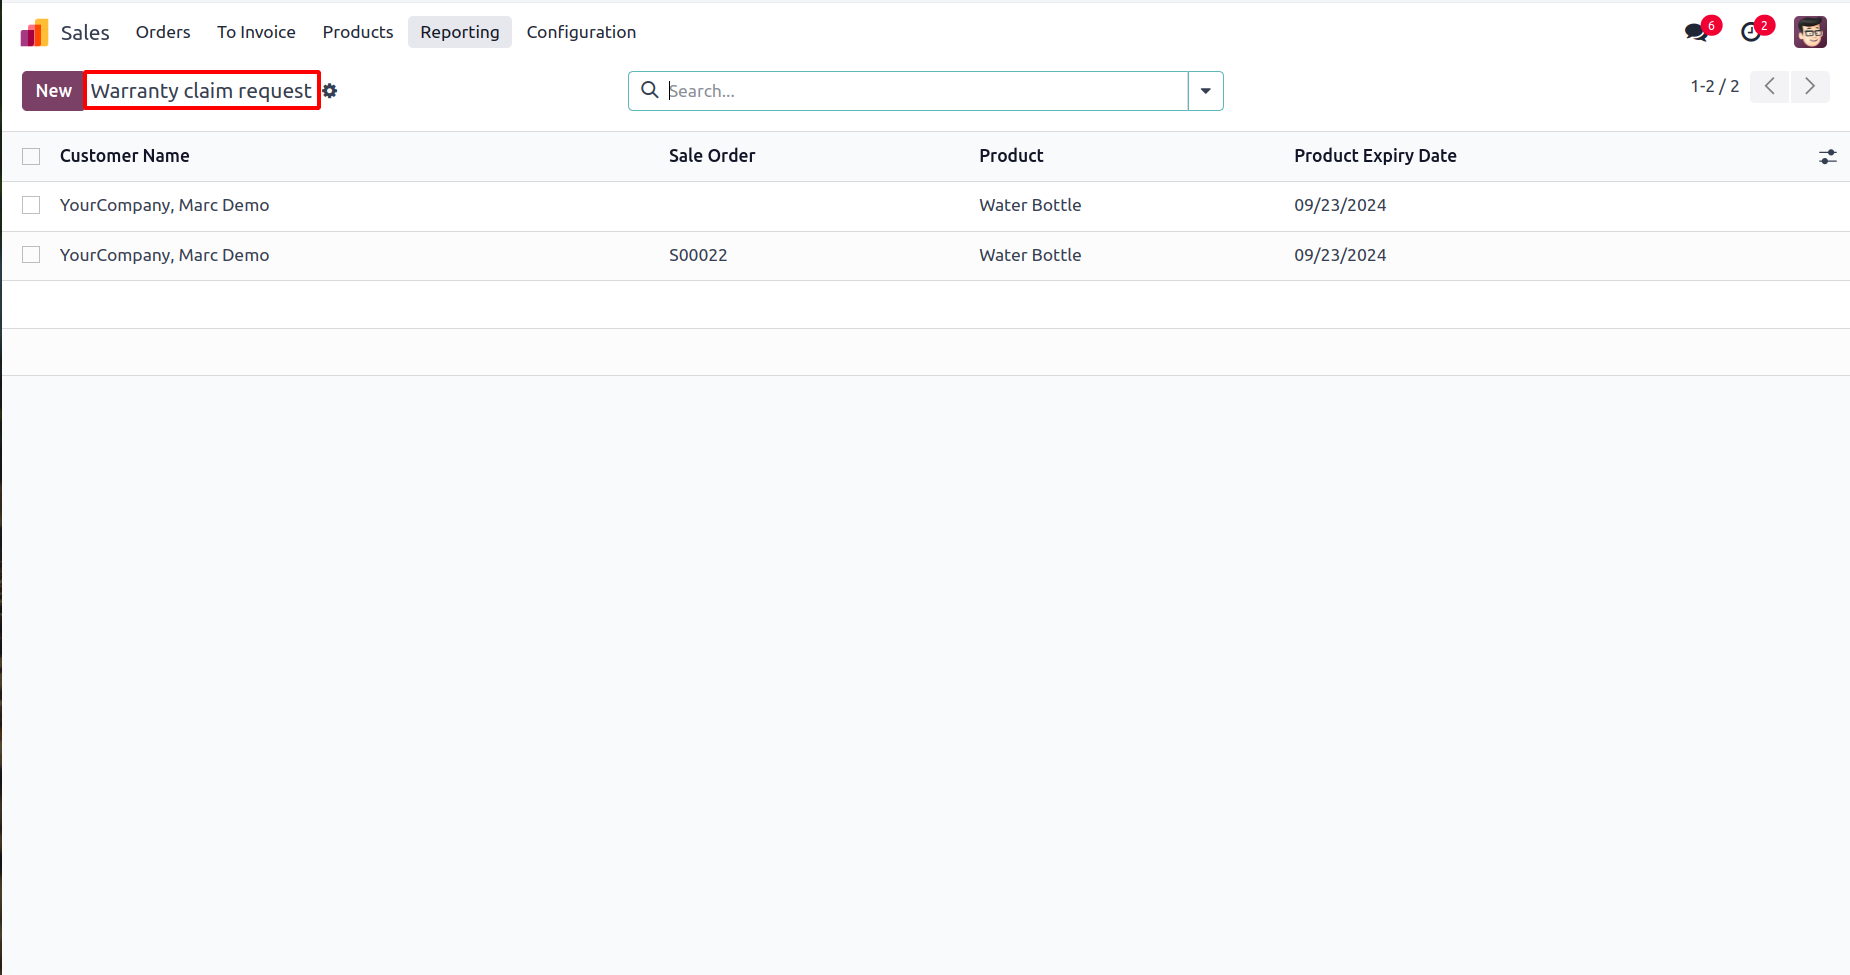 Sales Orders To Invoice Products Reporting Configuration 6 2
New Warranty claim request Search... 1-2 / 2
Customer Name Sale Order Product Product Expiry Date
YourCompany, Marc Demo Water Bottle 09/23/2024
YourCompany, Marc Demo S00022 Water Bottle 09/23/2024